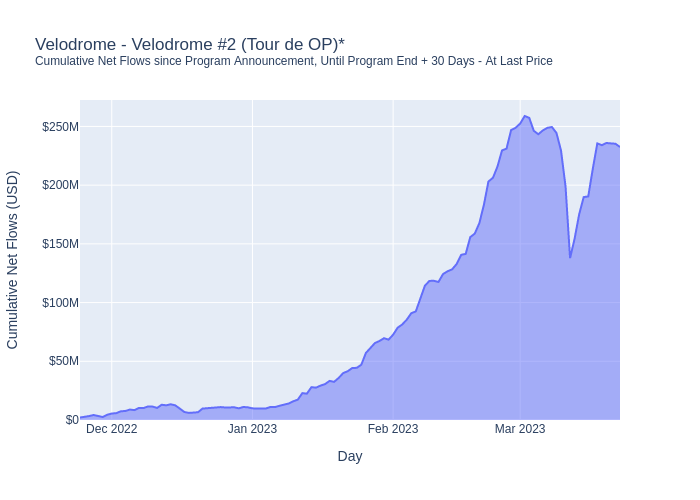 Velodrome - Velodrome #2 (Tour de OP)*
Cumulative Net Flows since Program Announcement, Until Program End + 30 Days - At Last Price
Cumulative Net Flows (USD)
$250M
$200M
$150M
$100M
$50M
$0
Dec 2022
Jan 2023
Feb 2023
Mar 2023
Day